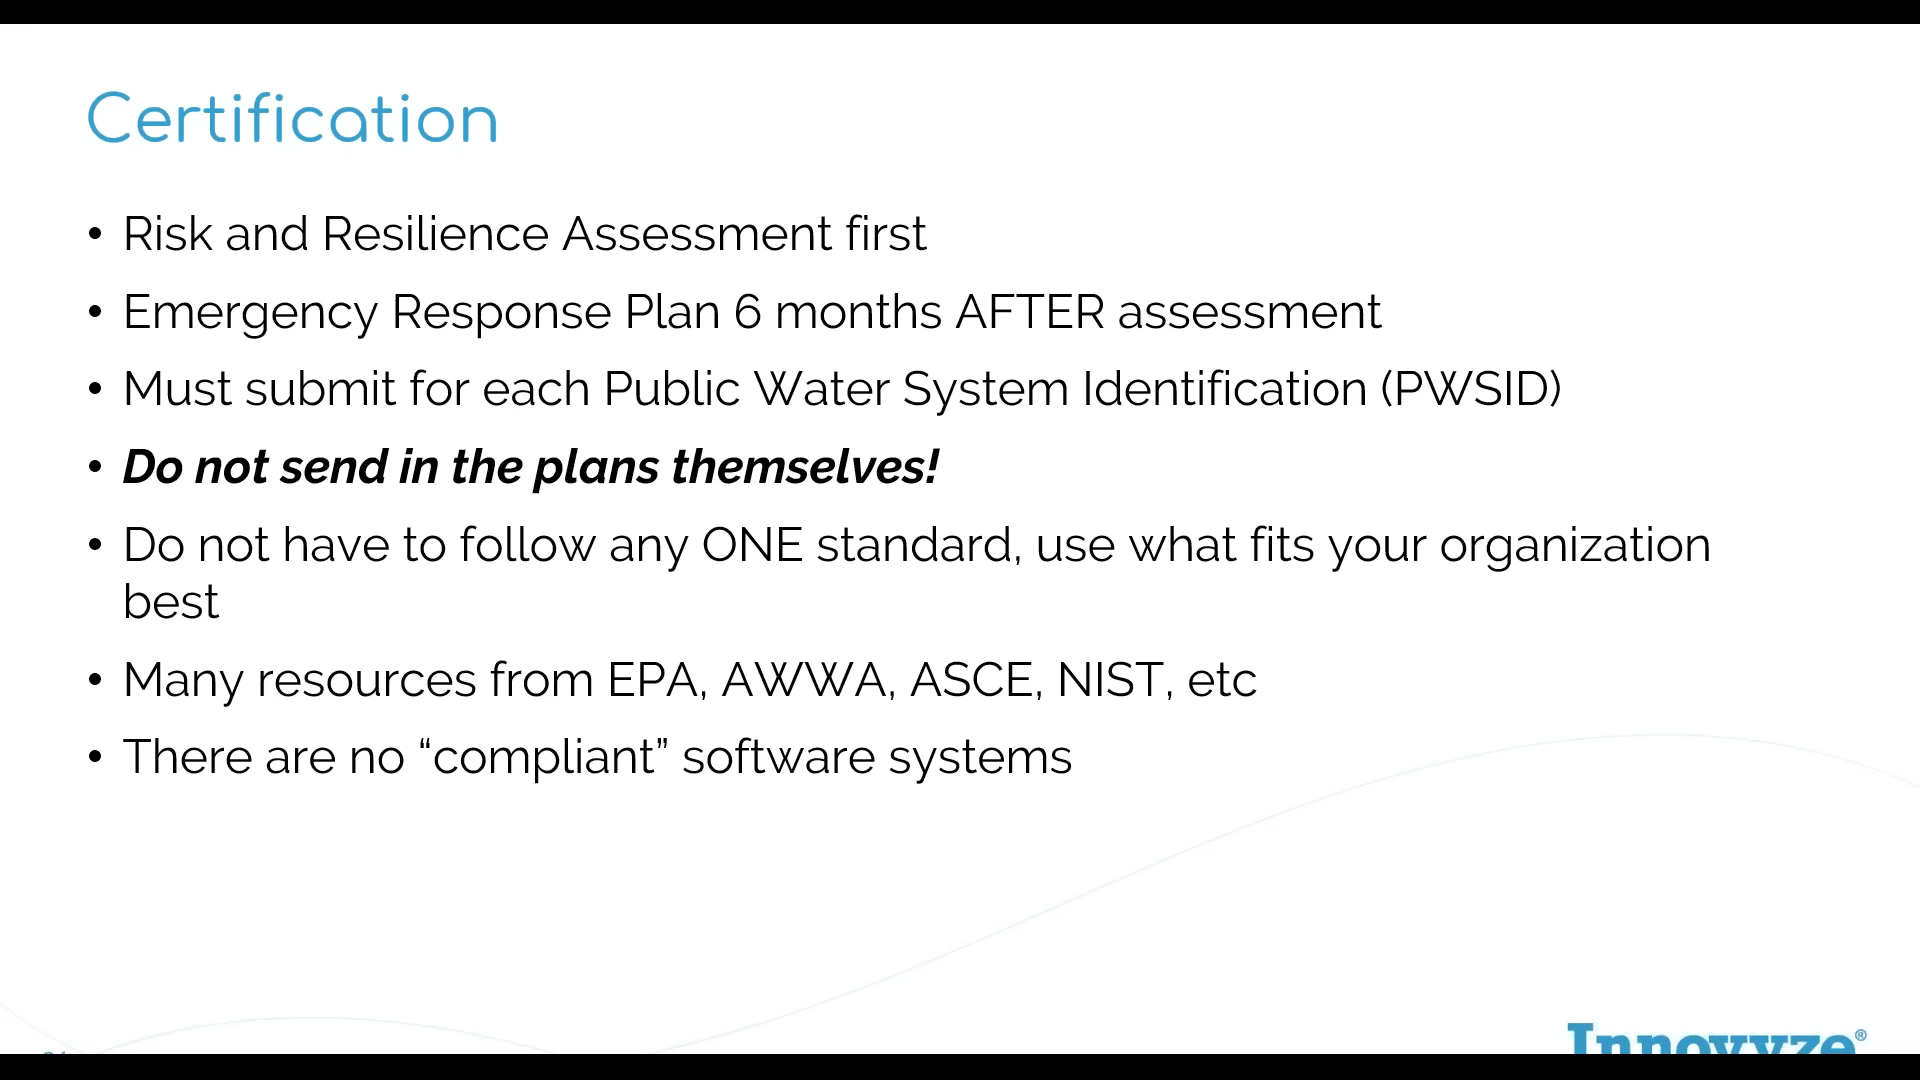 Certification
• Risk and Resilience Assessment first
• Emergency Response Plan 6 months AFTER assessment
• Must submit for each Public Water System Identification (PWSID)
• Do not send in the plans themselves!
• Do not have to follow any ONE standard, use what fits your organization
best
• Many resources from EPA, AWWA, ASCE, NIST, etc
• There are no “compliant” software systems
Innovyze®